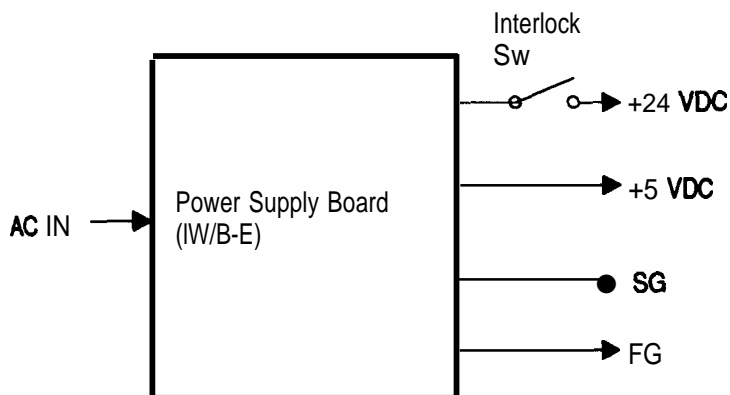 Interlock
Sw
+24 VDC
+5 VDC
AC IN
Power Supply Board
(IW/B-E)
SG
FG